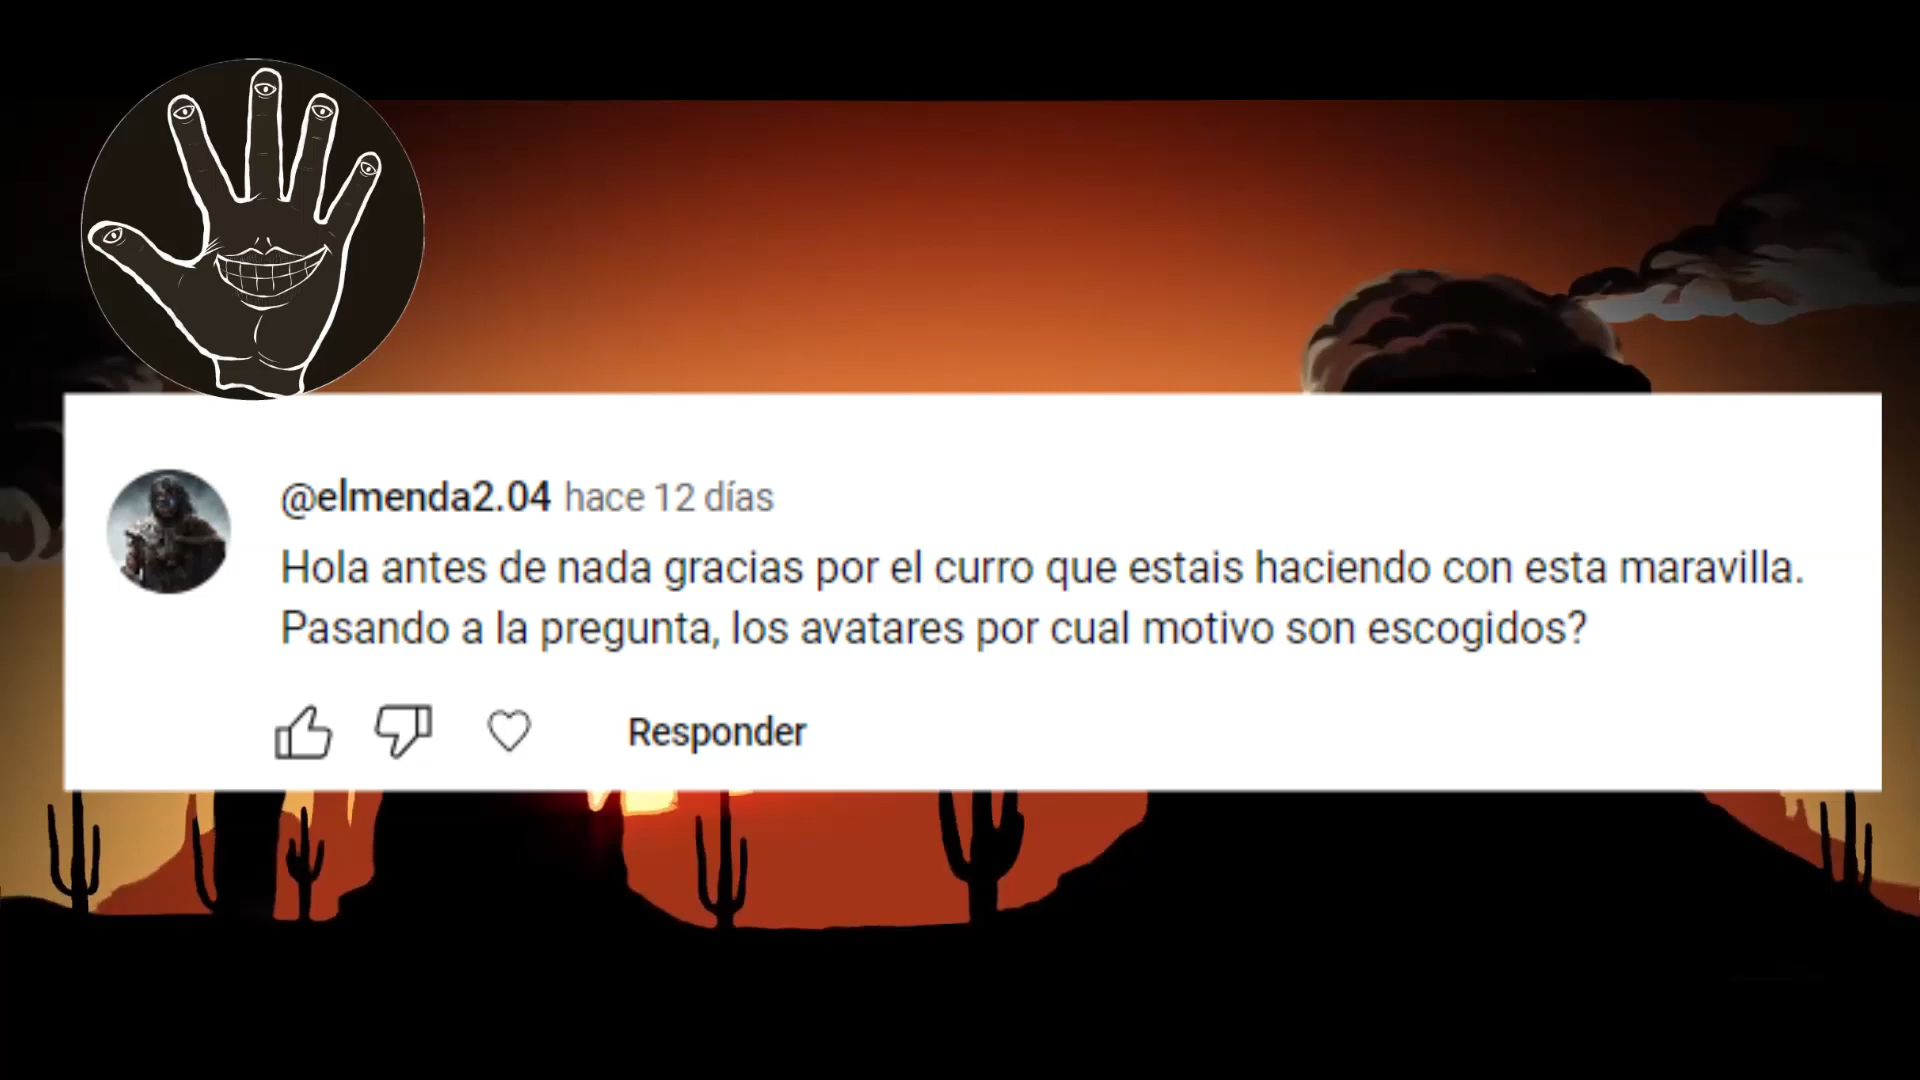 @elmenda2.04 hace 12 días
Hola antes de nada gracias por el curro que estais haciendo con esta maravilla.
Pasando a la pregunta, los avatares por cual motivo son escogidos?
Responder